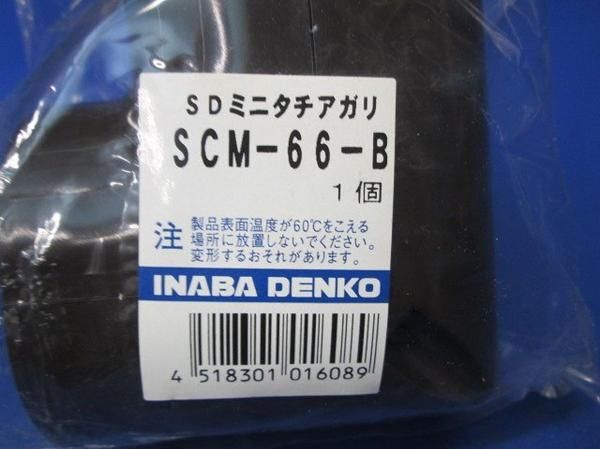 SDミニタチアガリ
SCM-66-B
1個
注 製品表面温度が60℃をこえる
場所に放置しないでください。
変形するおそれがあります。
INABA DENKO
4 518301 016089